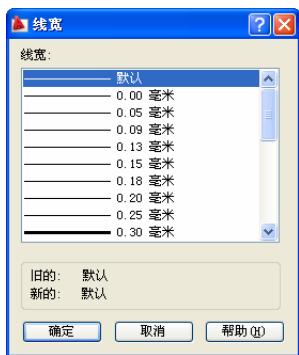 线宽
线宽:
默认
0.00 毫米
0.05 毫米
0.09 毫米
0.13 毫米
0.15 毫米
0.18 毫米
0.20 毫米
0.25 毫米
0.30 毫米
旧的: 默认
新的: 默认
确定 取消 帮助(H)